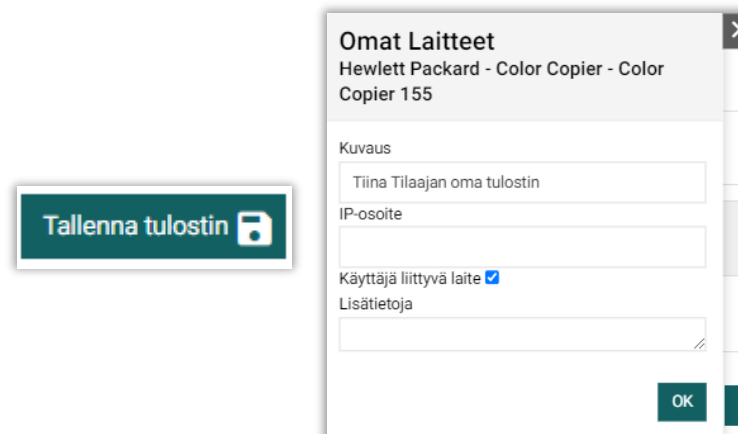 Tallenna tulostin
Omat Laitteet
Hewlett Packard - Color Copier - Color
Copier 155
Kuvaus
Tiina Tilaajan oma tulostin
IP-osoite
Käyttäjä liittyvä laite
Lisätietoja
OK